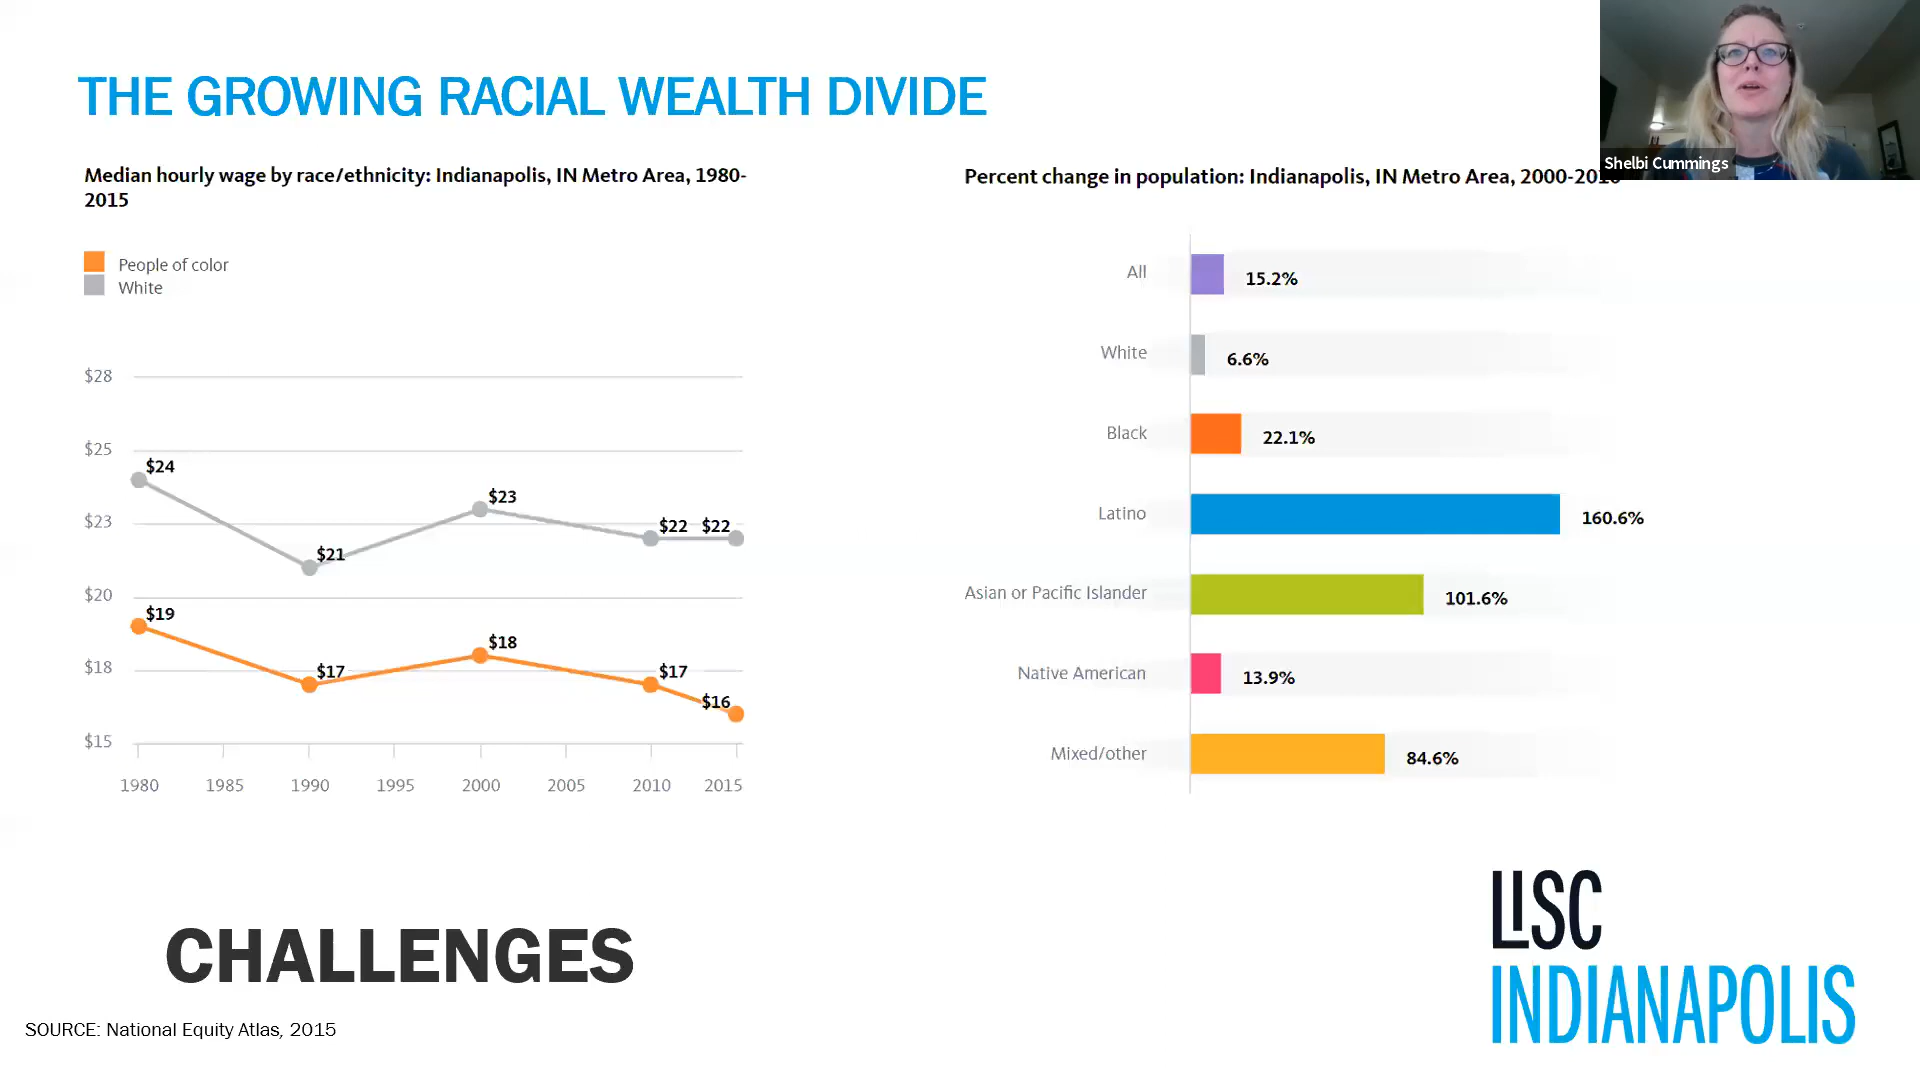 THE GROWING RACIAL WEALTH DIVIDE
Shelbi Cummings
Median hourly wage by race/ethnicity: Indianapolis, IN Metro Area, 1980-
2015
People of color
White
$28
$25
$23
$20
$18
$15
$24
$21
$23
$22
$22
$19
$17
$18
$17
$16
1980
1985
1990
1995
2000
2005
2010
2015
Percent change in population: Indianapolis, IN Metro Area,
All
15.2%
White
6.6%
Black
22.1%
Latino
160.6%
Asian or Pacific Islander
101.6%
Native American
13.9%
Mixed/other
84.6%
CHALLENGES
SOURCE: National Equity Atlas, 2015
LISC
INDIANAPOLIS